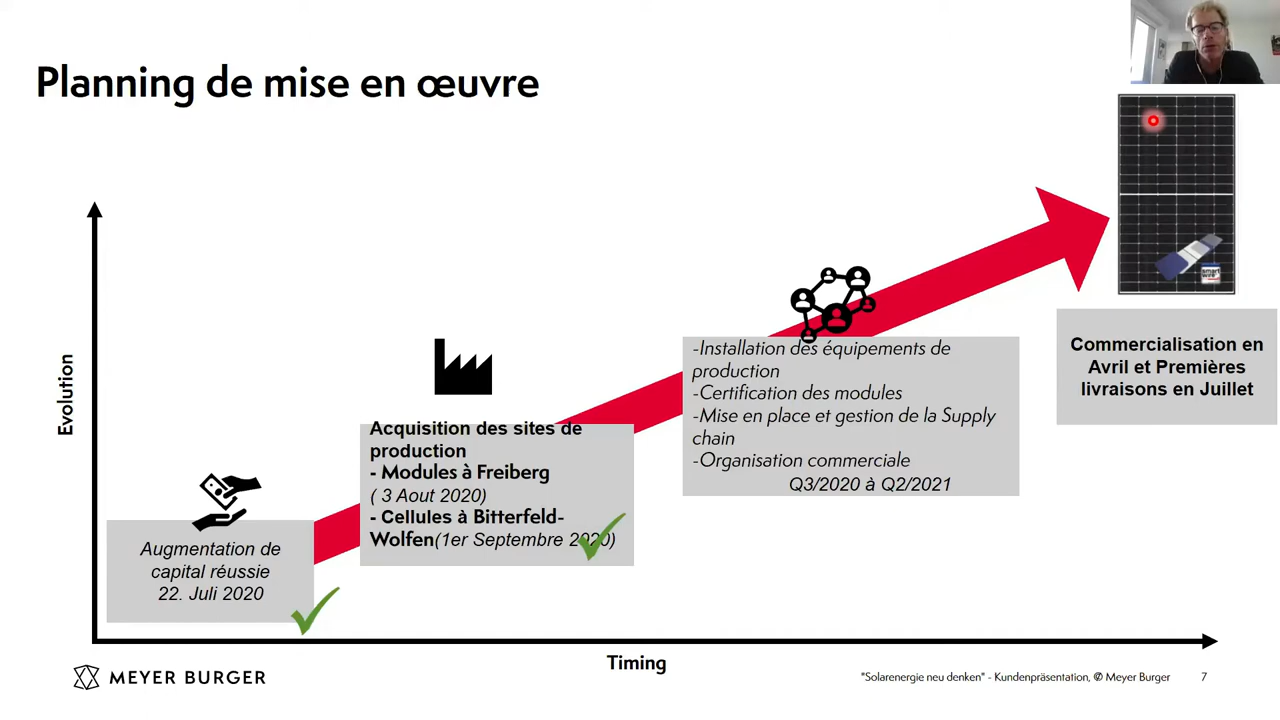 Planning de mise en œuvre
Evolution
Augmentation de
capital réussie
22. Juli 2020
Acquisition des sites de
production
- Modules à Freiberg
( 3 Aout 2020)
- Cellules à Bitterfeld-
Wolfen(1er Septembre 2020)
-Installation des équipements de
production
-Certification des modules
-Mise en place et gestion de la Supply
chain
-Organisation commerciale
Q3/2020 à Q2/2021
smart
wire
Commercialisation en
Avril et Premières
livraisons en Juillet
Timing
MEYER BURGER
"Solarenergie neu denken" - Kundenpräsentation, @ Meyer Burger
7